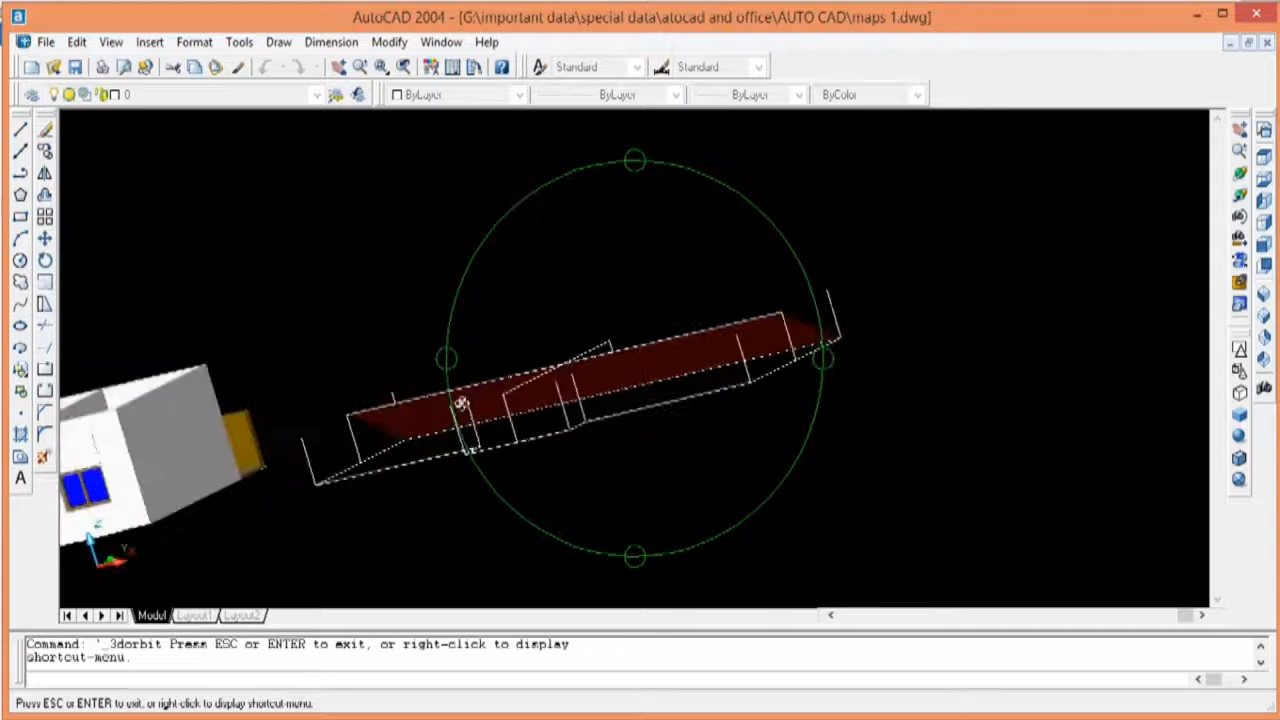 AutoCAD 2004 - [G:\important data\special data\atocad and office\AUTO CAD\maps 1.dwg]
File Edit View Insert Format Tools Draw Dimension Modify Window Help
Standard Standard
0 ByLayer ByLayer ByLayer ByColor
A
Z
Y
Model Layout1 Layout2
Command: '_3dorbit Press ESC or ENTER to exit, or right-click to display
shortcut-menu.
Press ESC or ENTER to exit, or right-click to display shortcut-menu.